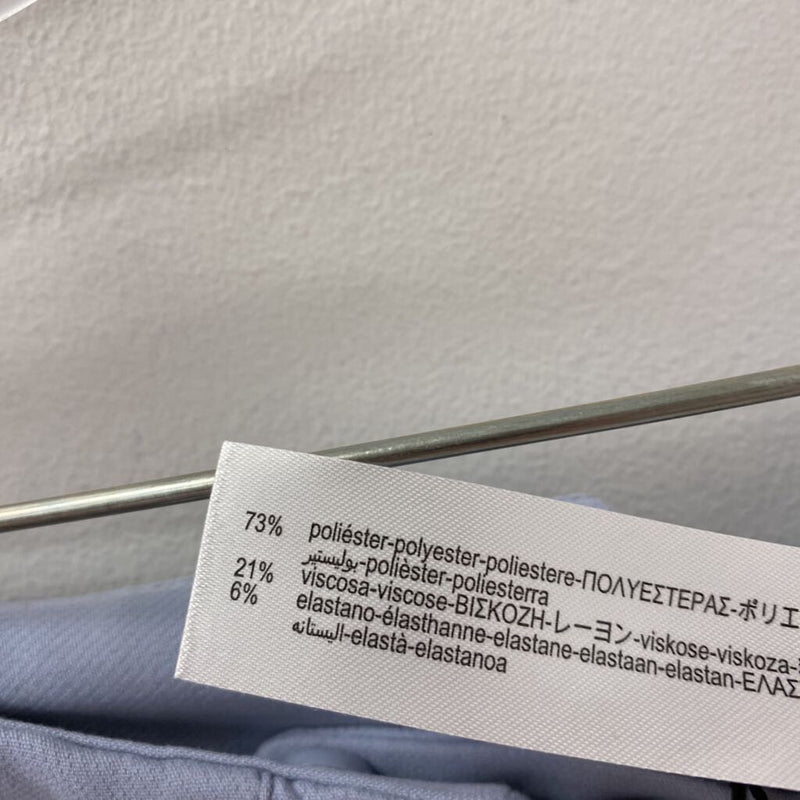 73% poliéster-polyester-poliestere-ΠΟΛΥΕΣΤΕΡΑΣ-ポリエ
بوليستير-polièster-poliesterra
21% viscosa-viscose-ΒΙΣΚΟΖΗ-レーヨン-viskose-viskoza-
6% elastano-élasthanne-elastane-elastaan-elastan-ΕΛΑΣ
اليستانه-elastà-elastanoa